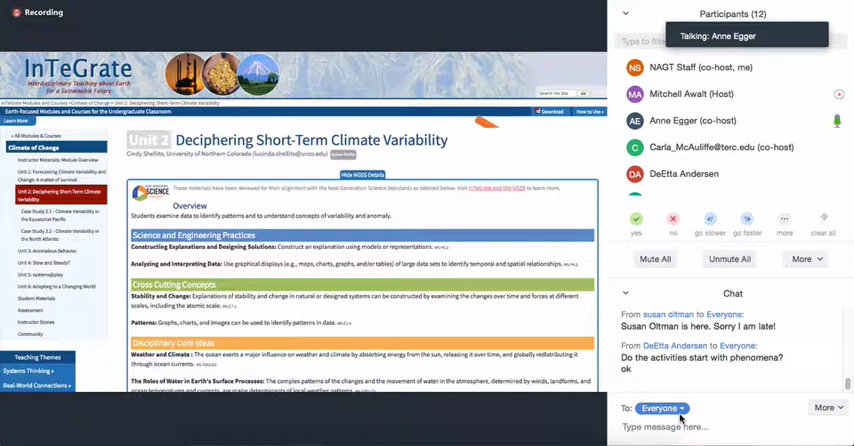 Recording
InTeGrate
Interdisciplinary Teaching about Earth
for a Sustainable Future
Search the Site Go
InTeGrate Modules and Courses >Climate of Change > Unit 2: Deciphering Short-Term Climate Variability
Earth-focused Modules and Courses for the Undergraduate Classroom
Download
How to Use
Learn More
All Modules & Courses
Climate of Change
Instructor Materials: Module Overview
Unit 1: Forecasting Climate Variability and
Change: A matter of survival
Unit 2: Deciphering Short-Term Climate
Variability
Case Study 2.1 - Climate Variability in
the Equatorial Pacific
Case Study 2.2 - Climate Variability in
the North Atlantic
Unit 3: Anomalous Behavior
Unit 4: Slow and Steady?
Unit 5: systems@play
Unit 6: Adapting to a Changing World
Student Materials
Assessment
Instructor Stories
Community
Teaching Themes
Systems Thinking
Real-World Connections
Unit 2 Deciphering Short-Term Climate Variability
Cindy Shellito, University of Northern Colorado (lucinda.shellito@unco.edu) Author Profile
Hide NGSS Details
SCIENCE
These materials have been reviewed for their alignment with the Next Generation Science Standards as detailed below. Visit InTeGrate and the NGSS to learn more.
Overview
Students examine data to identify patterns and to understand concepts of variability and anomaly.
Science and Engineering Practices
Constructing Explanations and Designing Solutions: Construct an explanation using models or representations.
Analyzing and Interpreting Data: Use graphical displays (e.g., maps, charts, graphs, and/or tables) of large data sets to identify temporal and spatial relationships.
Cross Cutting Concepts
Stability and Change: Explanations of stability and change in natural or designed systems can be constructed by examining the changes over time and forces at different
scales, including the atomic scale.
Patterns: Graphs, charts, and images can be used to identify patterns in data.
Disciplinary Core Ideas
Weather and Climate : The ocean exerts a major influence on weather and climate by absorbing energy from the sun, releasing it over time, and globally redistributing it
through ocean currents.
The Roles of Water in Earth's Surface Processes: The complex patterns of the changes and the movement of water in the atmosphere, determined by winds, landforms, and
ocean temperatures and currents, are major determinants of local weather patterns.
Participants (12)
Type to filte
Talking: Anne Egger
NS NAGT Staff (co-host, me)
MA Mitchell Awalt (Host)
AE Anne Egger (co-host)
C Carla_McAuliffe@terc.edu (co-host)
DA DeEtta Andersen
yes no go slower go faster more clear all
Mute All Unmute All More
Chat
From susan oltman to Everyone:
Susan Oltman is here. Sorry I am late!
From DeEtta Andersen to Everyone:
Do the activities start with phenomena?
ok
To: Everyone More
Type message here...